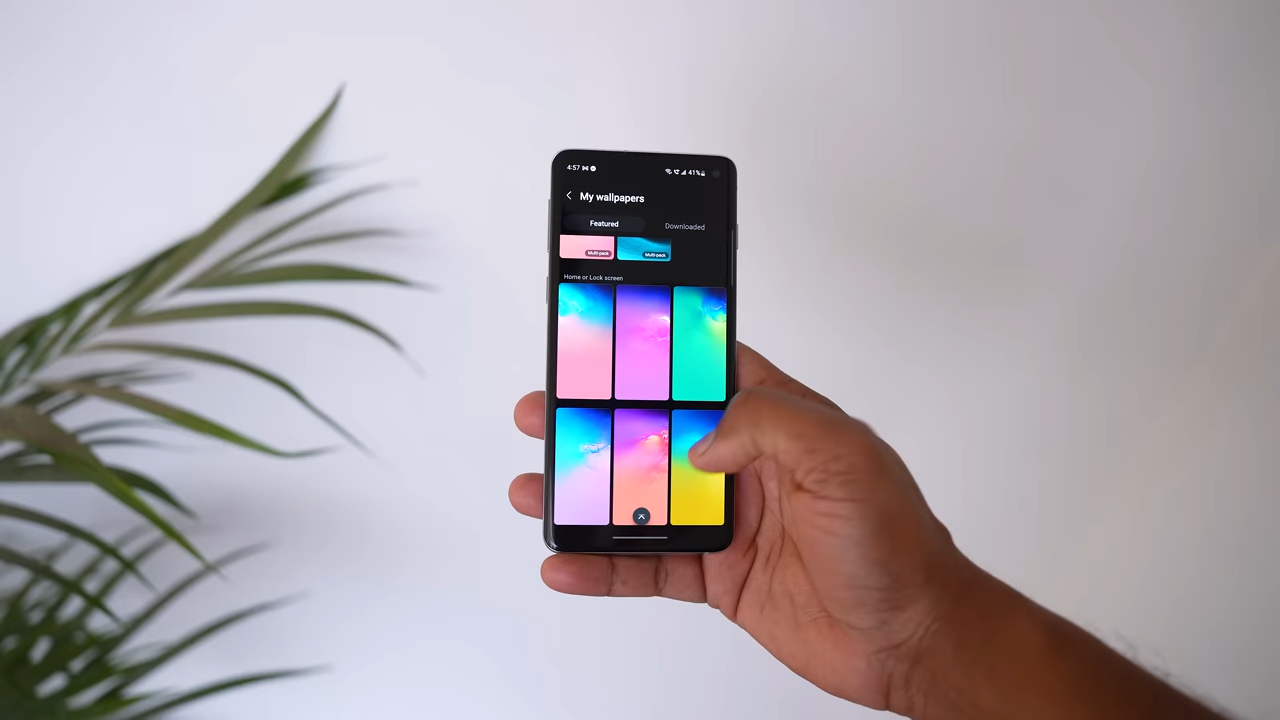 4:57
41%
My wallpapers
Featured
Downloaded
Multi-pack
Multi-pack
Home or Lock screen